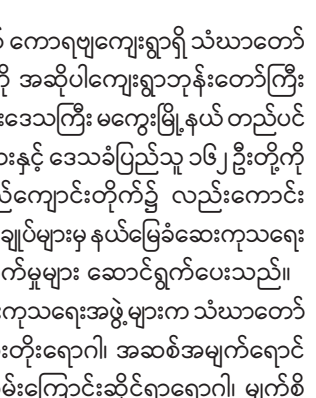 ကောရဗျကျေးရွာရှိ သံဃာတော်
ကို အဆိုပါကျေးရွာဘုန်းတော်ကြီး
ဒေသကြီး မကွေးမြို့နယ် တည်ပင်
နှင့် ဒေသခံပြည်သူ ၁၆၂ ဦးတို့ကို
ကျောင်းတိုက်၌ လည်းကောင်း
ချုပ်များမှ နယ်မြေခံဆေးကုသရေး
မှုများ ဆောင်ရွက်ပေးသည်။
ကုသရေးအဖွဲ့များက သံဃာတော်
တိုးရောဂါ၊ အဆစ်အမျက်ရောင်
လမ်းကြောင်းဆိုင်ရာရောဂါ၊ မျက်စိ